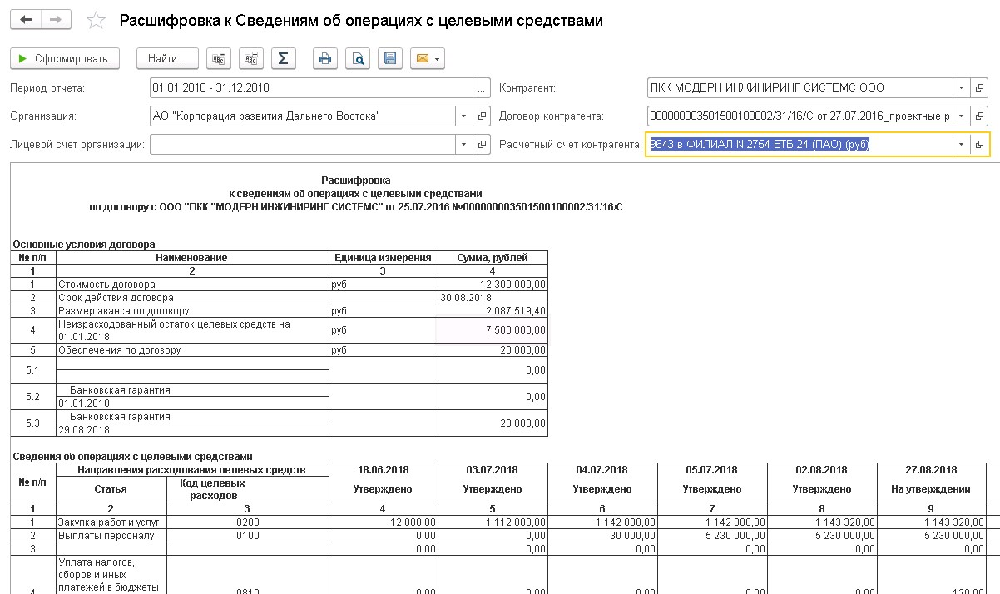 Расшифровка к Сведениям об операциях с целевыми средствами
Сформировать Найти...
Период отчета: 01.01.2018 - 31.12.2018 ... Контрагент: ПКК МОДЕРН ИНЖИНИРИНГ СИСТЕМС ООО
Организация: АО "Корпорация развития Дальнего Востока" Договор контрагента: 000000003501500100002/31/16/С от 27.07.2016_проектные р
Лицевой счет организации: Расчетный счет контрагента: 9643 в ФИЛИАЛ N 2754 ВТБ 24 (ПАО) (руб)
Расшифровка
к сведениям об операциях с целевыми средствами
по договору с ООО "ПКК "МОДЕРН ИНЖИНИРИНГ СИСТЕМС" от 25.07.2016 №000000003501500100002/31/16/С
Основные условия договора
№ п/п Наименование Единица измерения Сумма, рублей
1 2 3 4
1 Стоимость договора руб 12 300 000,00
2 Срок действия договора 30.08.2018
3 Размер аванса по договору руб 2 087 519,40
4 Неизрасходованный остаток целевых средств на
01.01.2018 руб 7 500 000,00
5 Обеспечения по договору руб 20 000,00
5.1 0,00
5.2 Банковская гарантия
01.01.2018 0,00
5.3 Банковская гарантия
29.08.2018 20 000,00
Сведения об операциях с целевыми средствами
№ п/п Направления расходования целевых средств 18.06.2018 03.07.2018 04.07.2018 05.07.2018 02.08.2018 27.08.2018
Статья Код целевых
расходов Утверждено Утверждено Утверждено Утверждено Утверждено На утверждении
1 2 3 4 5 6 7 8 9
1 Закупка работ и услуг 0200 12 000,00 1 112 000,00 1 142 000,00 1 142 000,00 1 143 320,00 1 143 320,00
2 Выплаты персоналу 0100 0,00 0,00 30 000,00 5 230 000,00 5 230 000,00 5 230 000,00
3 0,00 0,00 0,00 0,00 0,00 0,00
Уплата налогов,
сборов и иных
платежей в бюджеты
4 0810 0,00 0,00 0,00 0,00 0,00 120,00